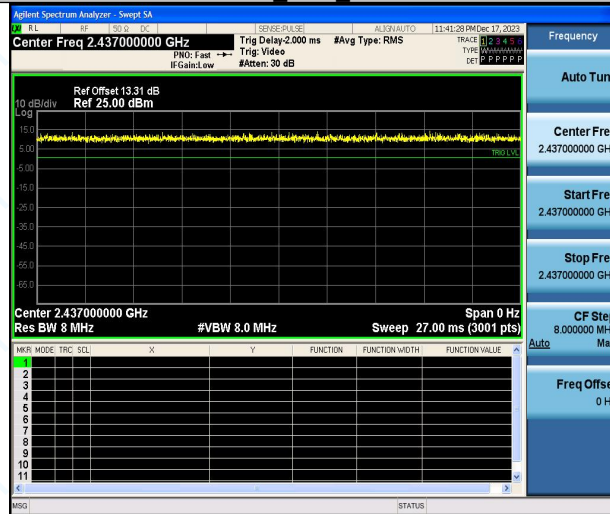 Agilent Spectrum Analyzer - Swept SA
RL RF 50 Ω DC SENSE:PULSE ALIGN AUTO 11:41:28 PM Dec 17, 2023
Center Freq 2.437000000 GHz
PNO: Fast
IFGain:Low
Trig Delay-2.000 ms
Trig: Video
#Atten: 30 dB
#Avg Type: RMS
TRACE 1 2 3 4 5 6
TYPE
DET P P P P P P
Ref Offset 13.31 dB
10 dB/div Ref 25.00 dBm
Log
15.0
5.00
TRIG LVL
-5.00
-15.0
-25.0
-35.0
-45.0
-55.0
-65.0
Center 2.437000000 GHz Span 0 Hz
Res BW 8 MHz #VBW 8.0 MHz Sweep 27.00 ms (3001 pts)
MKR MODE TRC SCL X Y FUNCTION FUNCTION WIDTH FUNCTION VALUE
1
2
3
4
5
6
7
8
9
10
11
MSG STATUS
Frequency
Auto Tun
Center Fre
2.437000000 GH
Start Fre
2.437000000 GH
Stop Fre
2.437000000 GH
CF Ste
8.000000 MH
Auto Ma
Freq Offse
0 H